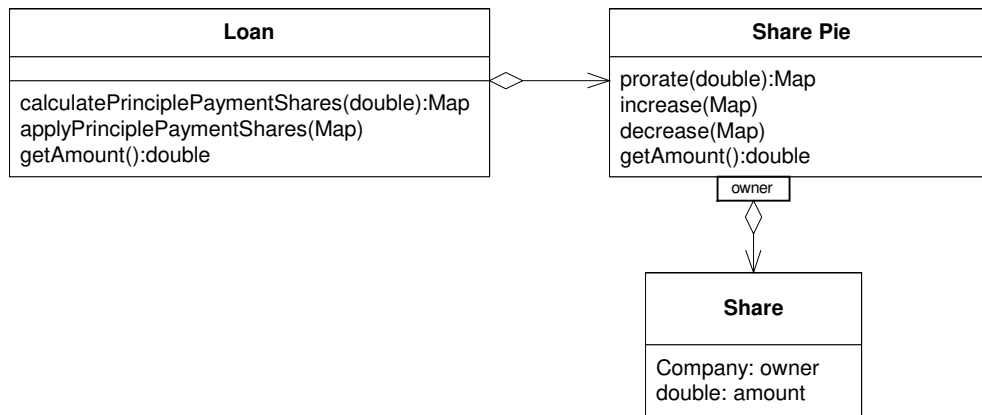 Loan
calculatePrinciplePaymentShares(double):Map
applyPrinciplePaymentShares(Map)
getAmount():double
Share Pie
prorate(double):Map
increase(Map)
decrease(Map)
getAmount():double
owner
Share
Company: owner
double: amount